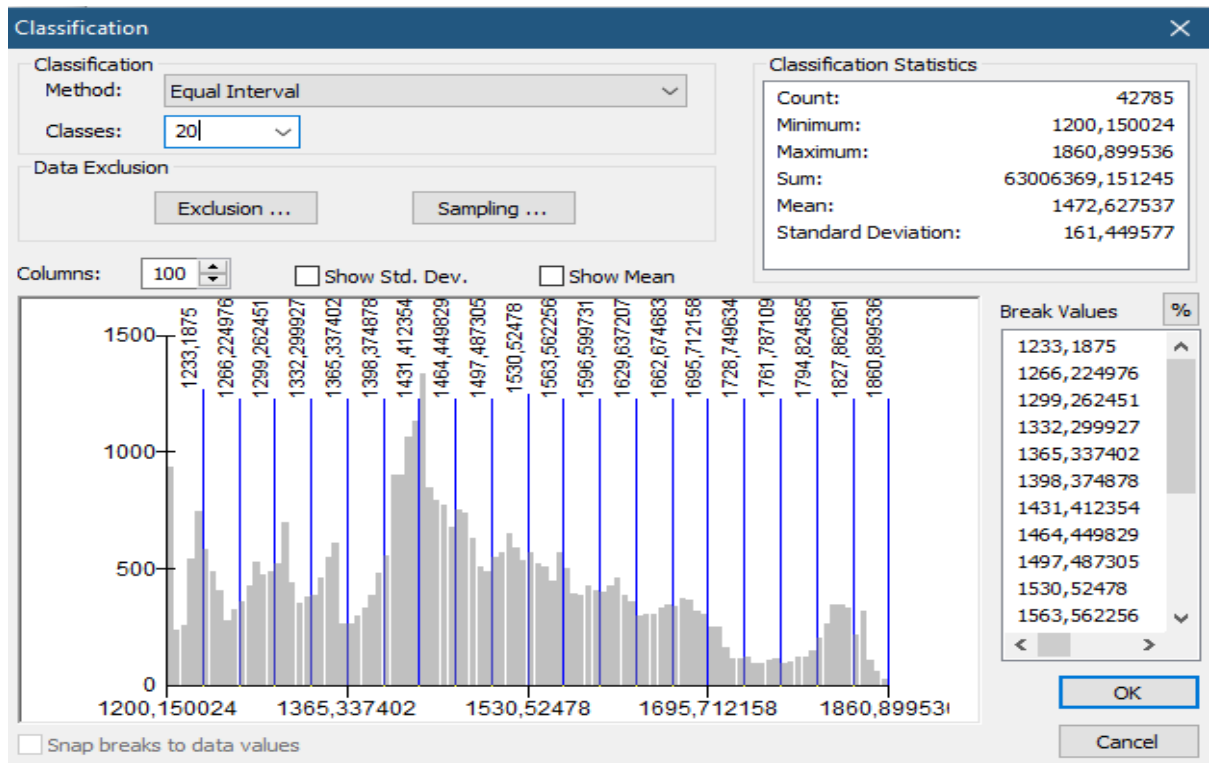 Classification
Classification
Method: Equal Interval
Classes: 20
Data Exclusion
Exclusion ... Sampling ...
Classification Statistics
Count: 42785
Minimum: 1200,150024
Maximum: 1860,899536
Sum: 63006369,151245
Mean: 1472,627537
Standard Deviation: 161,449577
Columns: 100 Show Std. Dev. Show Mean
1233,1875
1266,224976
1299,262451
1332,299927
1365,337402
1398,374878
1431,412354
1464,449829
1497,487305
1530,52478
1563,562256
1596,599731
1629,637207
1662,674683
1695,712158
1728,749634
1761,787109
1794,824585
1827,862061
1860,899536
1500
1000
500
0
1200,150024 1365,337402 1530,52478 1695,712158 1860,89953
Break Values %
1233,1875
1266,224976
1299,262451
1332,299927
1365,337402
1398,374878
1431,412354
1464,449829
1497,487305
1530,52478
1563,562256
OK
Cancel
Snap breaks to data values